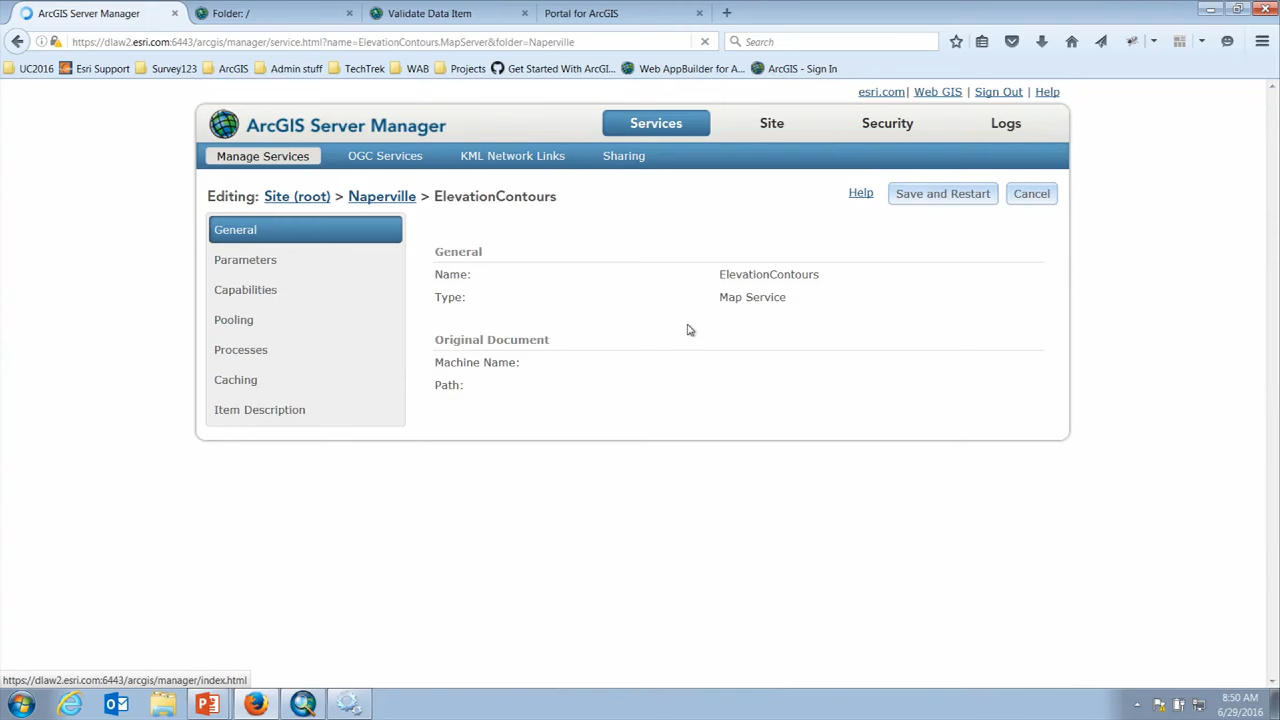 ArcGIS Server Manager
Folder: /
Validate Data Item
Portal for ArcGIS
https://dlaw2.esri.com:6443/arcgis/manager/service.html?name=ElevationContours.MapServer&folder=Naperville
Search
UC2016
Esri Support
Survey123
ArcGIS
Admin stuff
TechTrek
WAB
Projects
Get Started With ArcGI...
Web AppBuilder for A...
ArcGIS - Sign In
esri.com| Web GIS | Sign Out | Help
ArcGIS Server Manager
Services
Site
Security
Logs
Manage Services
OGC Services
KML Network Links
Sharing
Editing: Site (root) > Naperville > ElevationContours
Help
Save and Restart
Cancel
General
Parameters
Capabilities
Pooling
Processes
Caching
Item Description
General
Name: ElevationContours
Type: Map Service
Original Document
Machine Name:
Path:
https://dlaw2.esri.com:6443/arcgis/manager/index.html
8:50 AM
6/29/2016